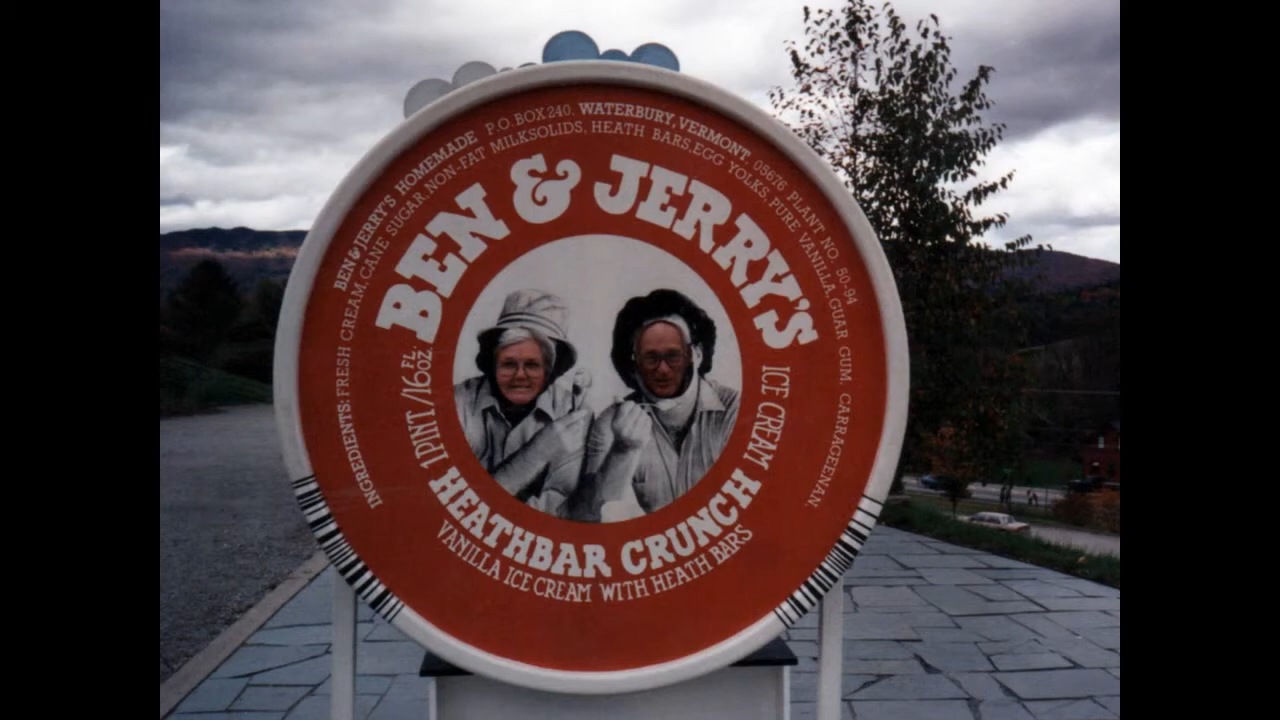 BEN & JERRY'S HOMEMADE P.O. BOX 240, WATERBURY, VERMONT, 05676 PLANT NO. 50-94
INGREDIENTS: FRESH CREAM, CANE SUGAR, NON-FAT MILKSOLIDS, HEATH BARS, EGG YOLKS, PURE VANILLA, GUAR GUM, CARRAGEENAN.
BEN & JERRY'S
1 PINT/16 FL. OZ.
ICE CREAM
HEATHBAR CRUNCH
VANILLA ICE CREAM WITH HEATH BARS